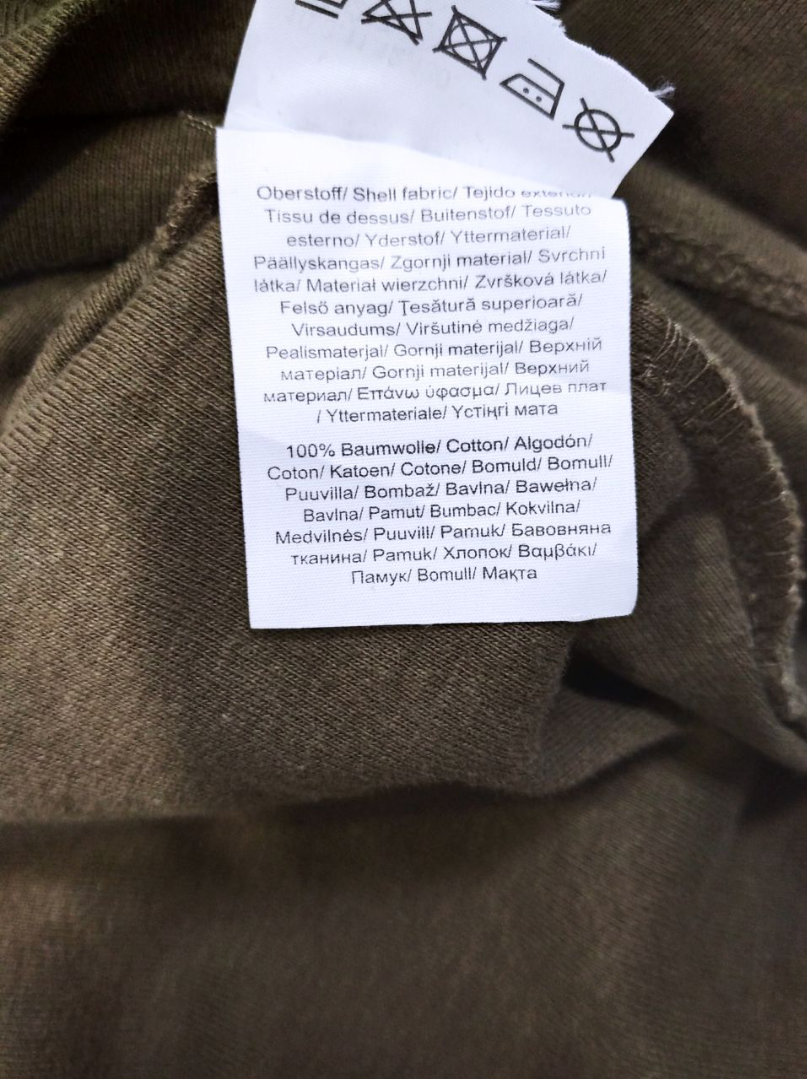 Oberstoff/ Shell fabric/ Tejido
Tissu de dessus/ Buitenstof/ Tessuto
esterno/ Yderstof/ Yttermaterial/
Päällyskangas/ Zgornji material/ Svrchní
látka/ Materiał wierzchni/ Zvršková látka/
Felső anyag/ Ţesătură superioară/
Virsaudums/ Viršutinė medžiaga/
Pealismaterjal/ Gornji materijal/ Верхній
матеріал/ Gornji materijal/ Верхний
материал/ Επάνω ύφασμα/ Лицев плат
/ Yttermateriale/ Үстіңгі мата
100% Baumwolle/ Cotton/ Algodón/
Coton/ Katoen/ Cotone/ Bomuld/ Bomull/
Puuvilla/ Bombaž/ Bavlna/ Bawełna/
Bavlna/ Pamut/ Bumbac/ Kokvilna/
Medvilnės/ Puuvill/ Pamuk/ Бавовняна
тканина/ Pamuk/ Хлопок/ Βαμβάκι/
Памук/ Bomull/ Мақта